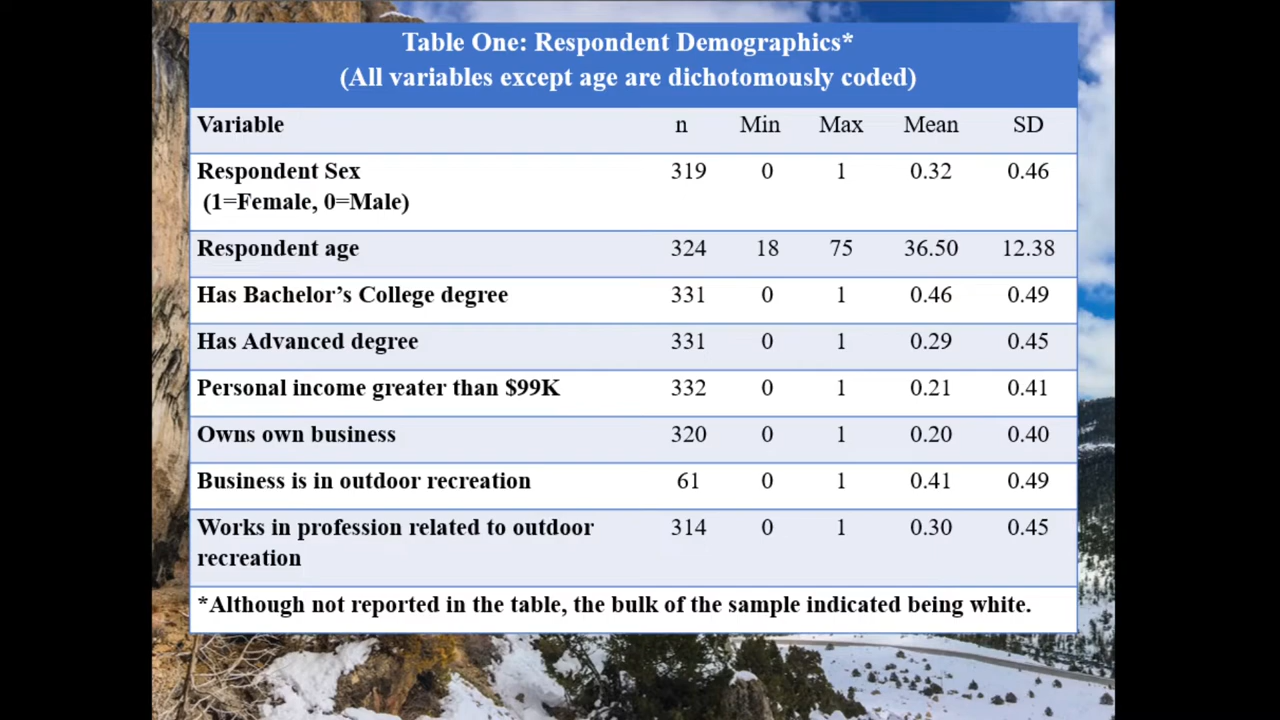 Table One: Respondent Demographics*
(All variables except age are dichotomously coded)
Variable n Min Max Mean SD
Respondent Sex 319 0 1 0.32 0.46
(1=Female, 0=Male)
Respondent age 324 18 75 36.50 12.38
Has Bachelor’s College degree 331 0 1 0.46 0.49
Has Advanced degree 331 0 1 0.29 0.45
Personal income greater than $99K 332 0 1 0.21 0.41
Owns own business 320 0 1 0.20 0.40
Business is in outdoor recreation 61 0 1 0.41 0.49
Works in profession related to outdoor 314 0 1 0.30 0.45
recreation
*Although not reported in the table, the bulk of the sample indicated being white.